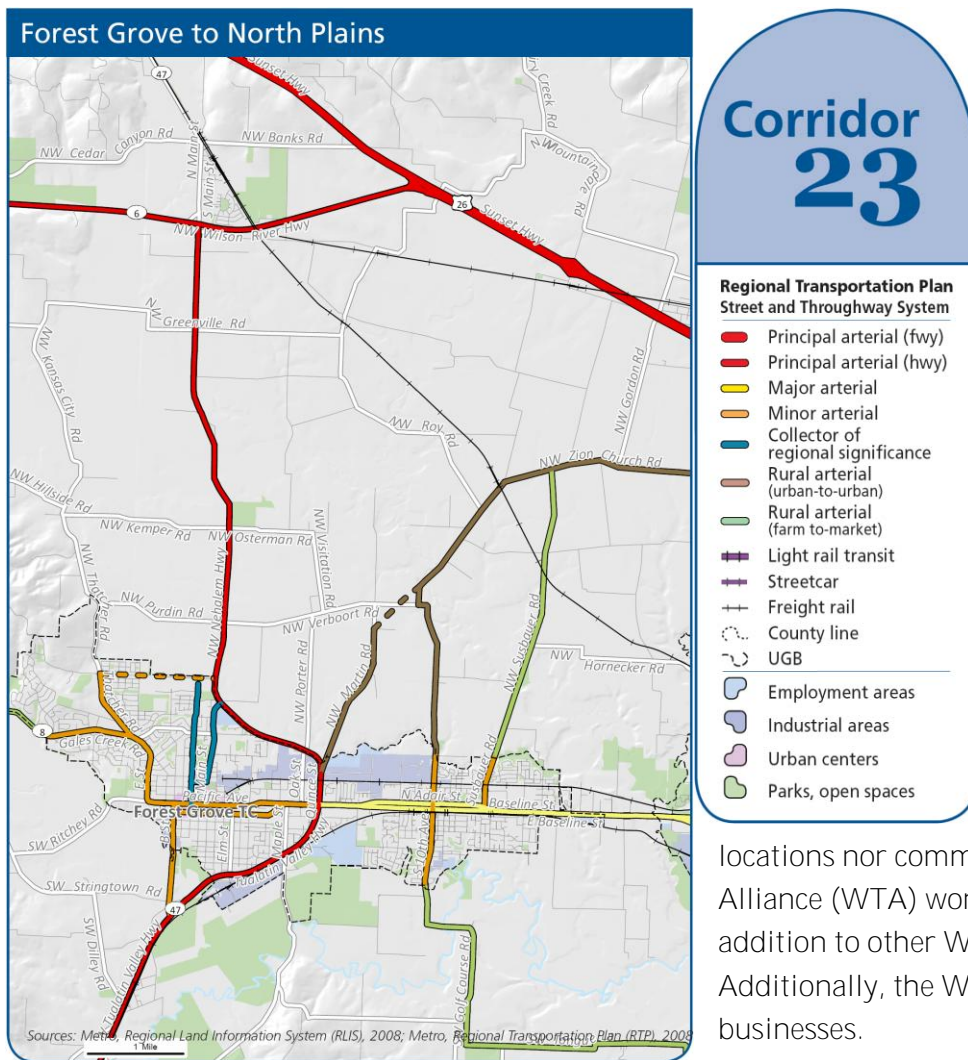 Forest Grove to North Plains
Sunset Hwy
47
NW Cedar Canyon Rd
NW Banks Rd
N Main St
S Main St
6
NW Wilson River Hwy
26
Sunset Hwy
NW Greenville Rd
NW Kansas City Rd
NW Roy Rd
NW Gordon Rd
NW Zion Church Rd
NW Hillside Rd
NW Kemper Rd
NW Osterman Rd
NW Visitation Rd
NW Thatcher Rd
NW Nehalem Hwy
NW Purdin Rd
NW Verboort Rd
NW Susbauer Rd
NW Hornecker Rd
NW Porter Rd
NW Martin Rd
8
Gales Creek Rd
Main St
Pacific Ave
Oak St
Quince St
N Adair St
Baseline St
E Baseline St
Forest Grove TC
Elm St
Maple St
SW Ritchey Rd
Tualatin Valley Hwy
SW Stringtown Rd
47
SW Dilley Rd
Tualatin Valley Hwy
Golf Course Rd
Sources: Metro, Regional Land Information System (RLIS), 2008; Metro, Regional Transportation Plan (RTP), 2008
1 Mile
Corridor
23
Regional Transportation Plan
Street and Throughway System
Principal arterial (fwy)
Principal arterial (hwy)
Major arterial
Minor arterial
Collector of
regional significance
Rural arterial
(urban-to-urban)
Rural arterial
(farm to-market)
Light rail transit
Streetcar
Freight rail
County line
UGB
Employment areas
Industrial areas
Urban centers
Parks, open spaces
locations nor comm
Alliance (WTA) wor
addition to other W
Additionally, the W
businesses.